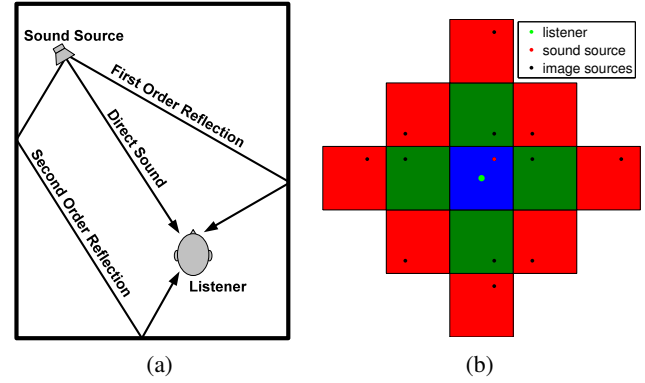 Sound Source
First Order Reflection
Direct Sound
Second Order Reflection
Listener
(a)
listener
sound source
image sources
(b)